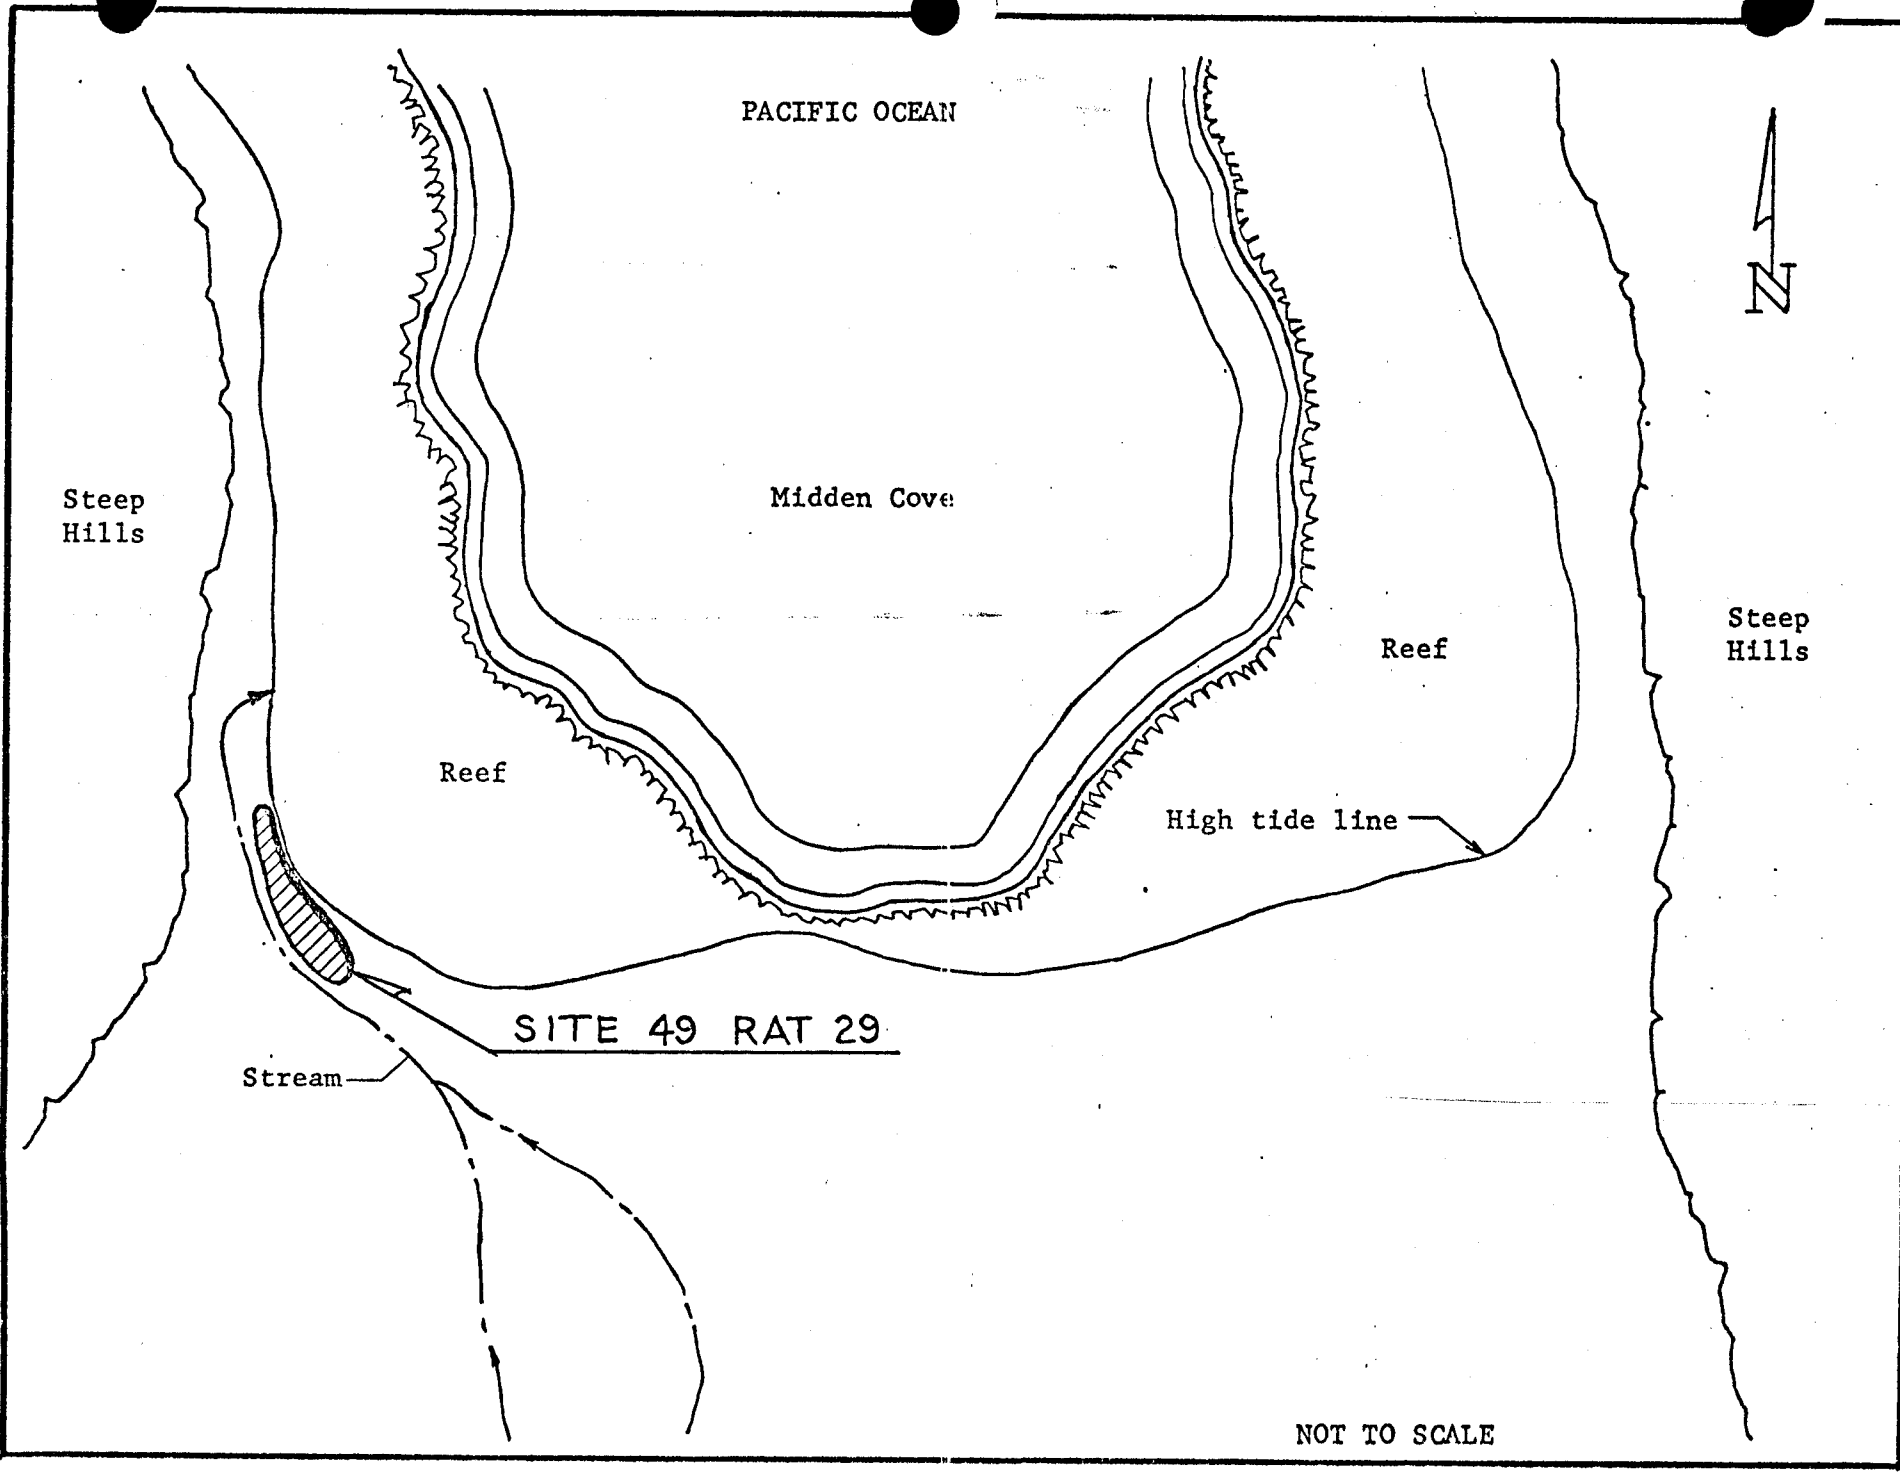 PACIFIC OCEAN
N
Midden Cove
Steep
Hills
Steep
Hills
Reef
Reef
High tide line
SITE 49 RAT 29
Stream
NOT TO SCALE